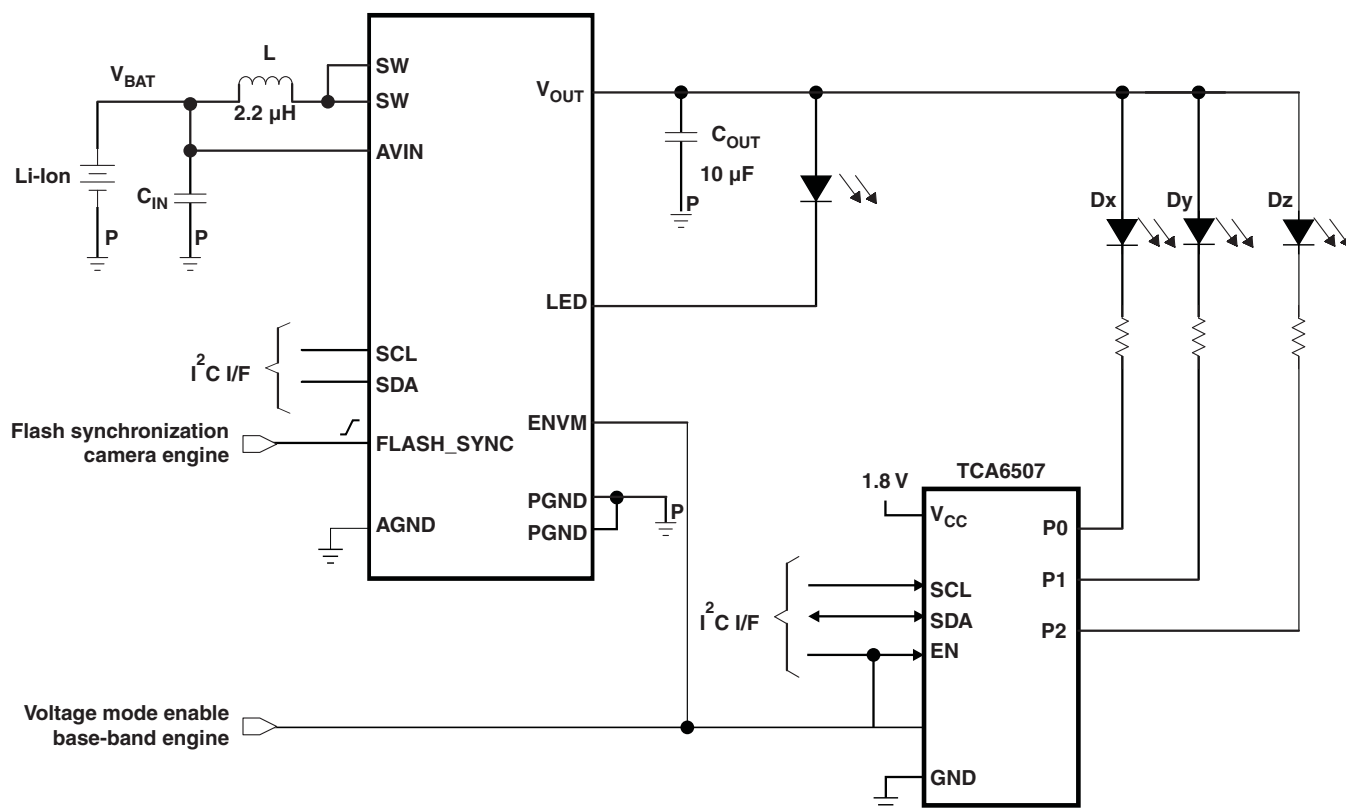 L
V_BAT
2.2 µH
SW
SW
AVIN
Li-Ion
C_IN
P
P
V_OUT
C_OUT
10 µF
P
Dx
Dy
Dz
LED
I²C I/F
SCL
SDA
Flash synchronization
camera engine
FLASH_SYNC
ENVM
PGND
PGND
P
AGND
TCA6507
1.8 V
V_CC
P0
P1
P2
I²C I/F
SCL
SDA
EN
Voltage mode enable
base-band engine
GND